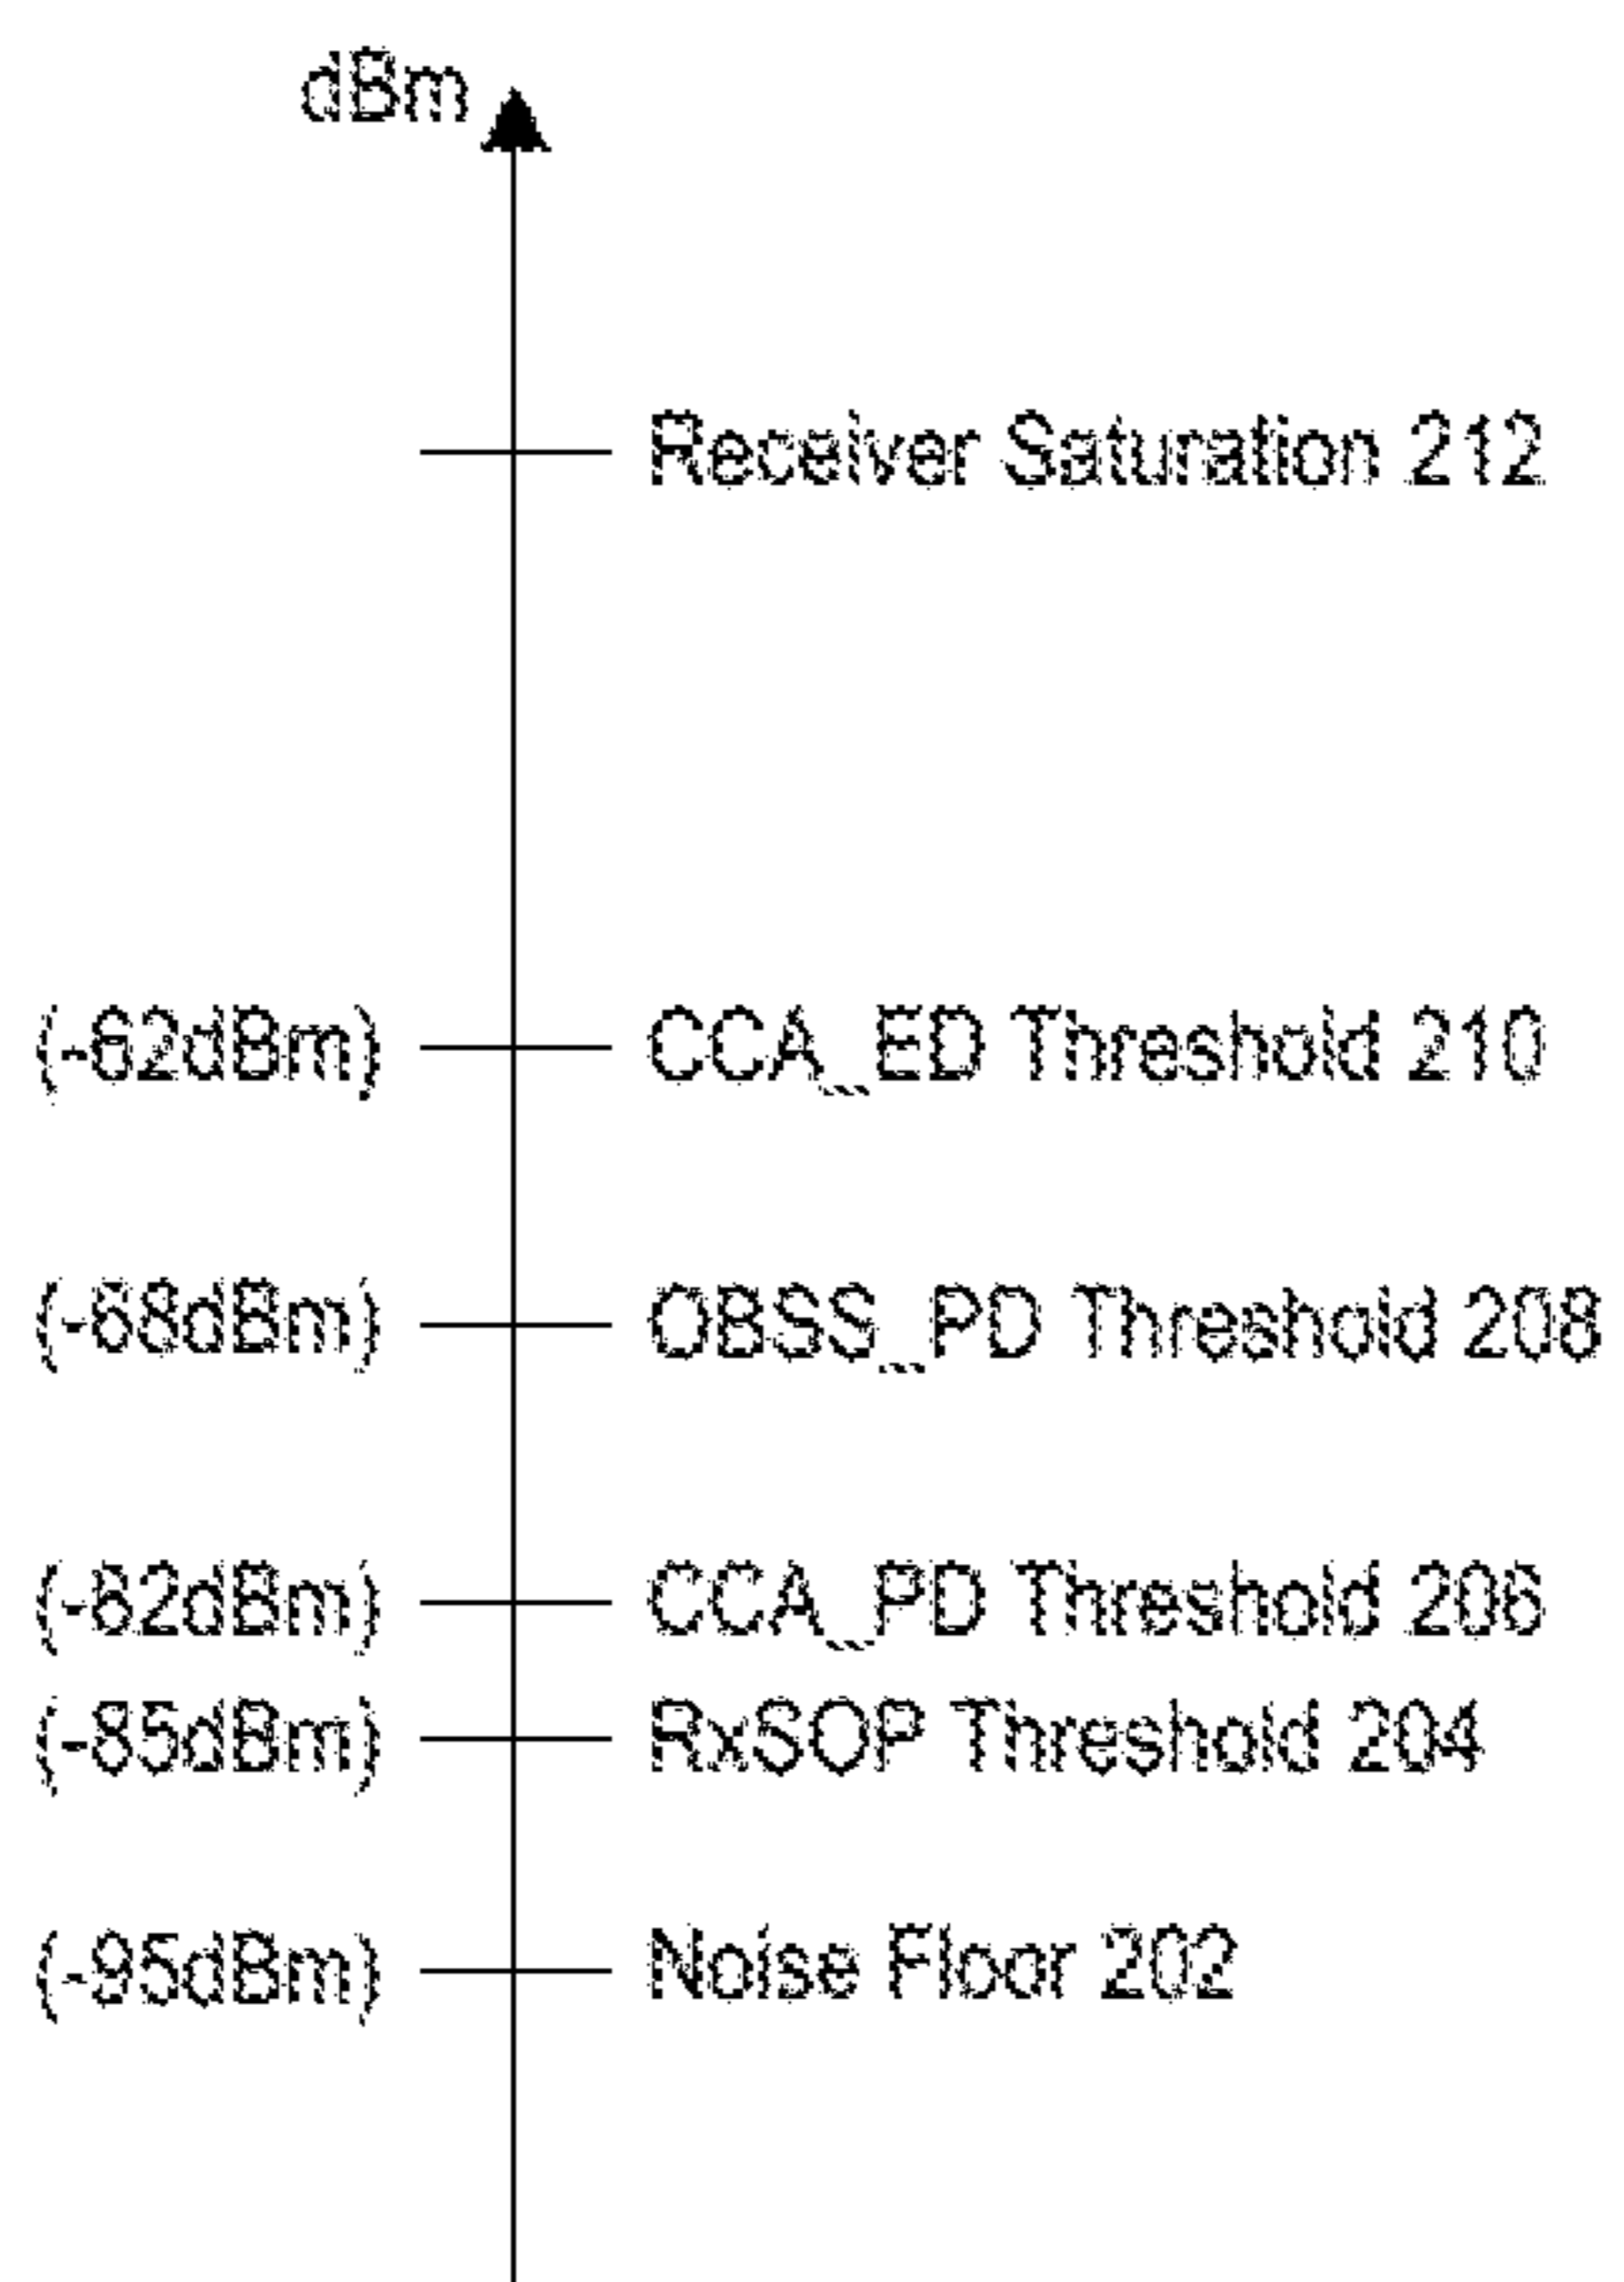 dBm
Receiver Saturation 212
(-62dBm) CCA_ED Threshold 210
(-68dBm) OBSS_PD Threshold 208
(-82dBm) CCA_PD Threshold 206
(-85dBm) RxSOP Threshold 204
(-95dBm) Noise Floor 202